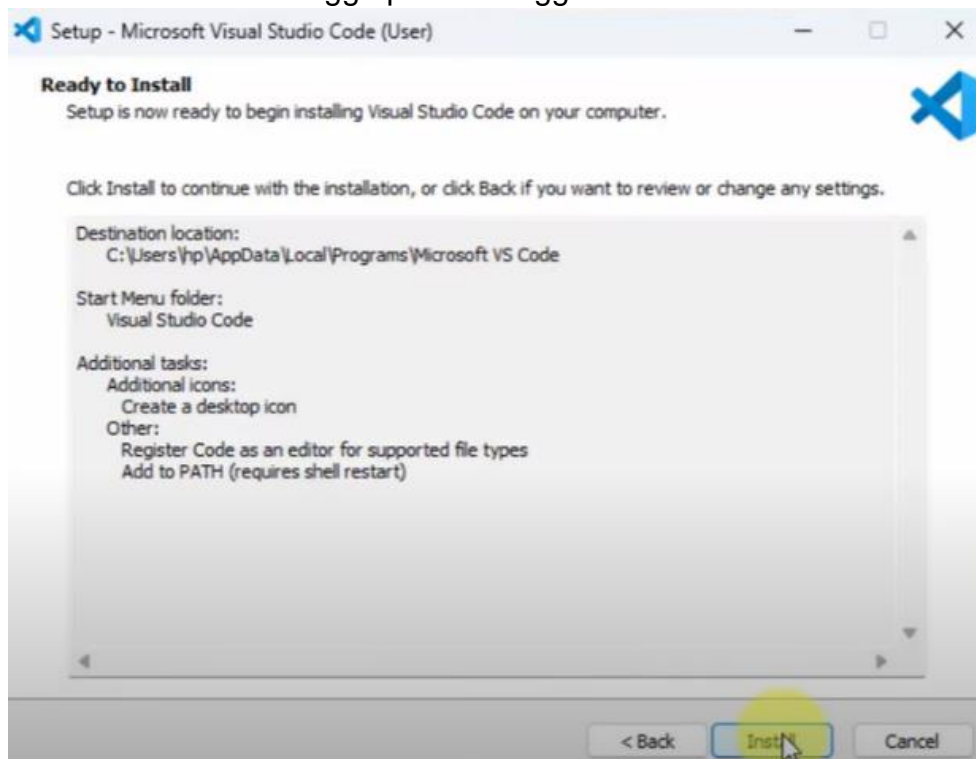 Setup - Microsoft Visual Studio Code (User)
Ready to Install
Setup is now ready to begin installing Visual Studio Code on your computer.
Click Install to continue with the installation, or click Back if you want to review or change any settings.
Destination location:
C:\Users\hp\AppData\Local\Programs\Microsoft VS Code
Start Menu folder:
Visual Studio Code
Additional tasks:
Additional icons:
Create a desktop icon
Other:
Register Code as an editor for supported file types
Add to PATH (requires shell restart)
< Back Install Cancel